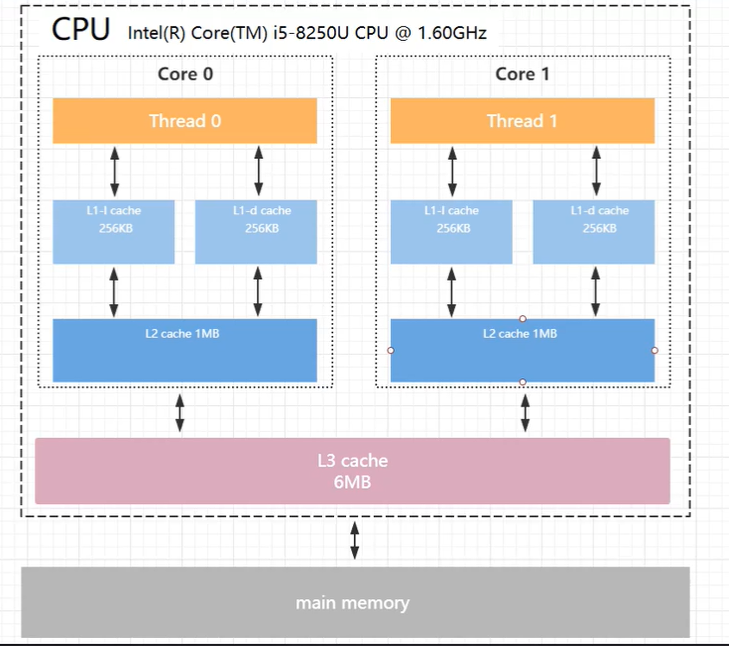 CPU Intel(R) Core(TM) i5-8250U CPU @ 1.60GHz
Core 0
Core 1
Thread 0
Thread 1
L1-I cache
256KB
L1-d cache
256KB
L1-I cache
256KB
L1-d cache
256KB
L2 cache 1MB
L2 cache 1MB
L3 cache
6MB
main memory